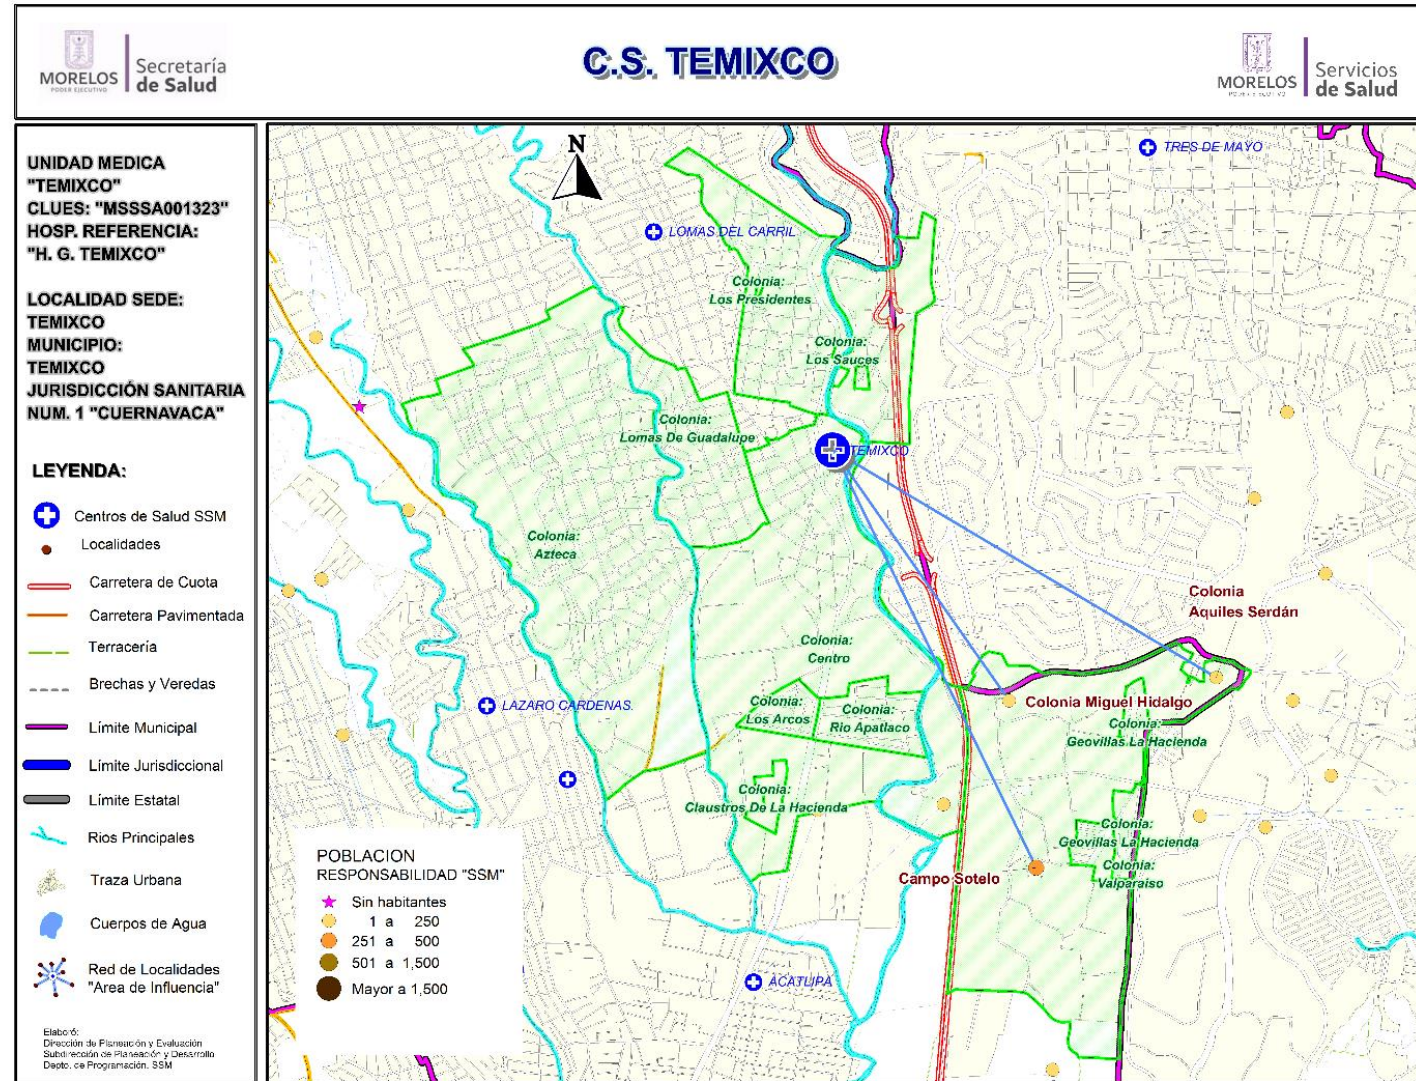 MORELOS
PODER EJECUTIVO
Secretaría
de Salud
C.S. TEMIXCO
MORELOS
PODER EJECUTIVO
Servicios
de Salud
UNIDAD MEDICA
"TEMIXCO"
CLUES: "MSSSA001323"
HOSP. REFERENCIA:
"H. G. TEMIXCO"
LOCALIDAD SEDE:
TEMIXCO
MUNICIPIO:
TEMIXCO
JURISDICCIÓN SANITARIA
NUM. 1 "CUERNAVACA"
LEYENDA:
Centros de Salud SSM
Localidades
Carretera de Cuota
Carretera Pavimentada
Terracería
Brechas y Veredas
Límite Municipal
Límite Jurisdiccional
Límite Estatal
Rios Principales
Traza Urbana
Cuerpos de Agua
Red de Localidades
"Area de Influencia"
Elaboró:
Dirección de Planeación y Evaluación
Subdirección de Planeación y Desarrollo
Depto. de Programación. SSM
N
TRES DE MAYO
LOMAS DEL CARRIL
Colonia:
Los Presidentes
Colonia:
Los Sauces
Colonia:
Lomas De Guadalupe
TEMIXCO
Colonia:
Azteca
Colonia
Aquiles Serdán
Colonia:
Centro
Colonia Miguel Hidalgo
LAZARO CARDENAS.
Colonia:
Los Arcos
Colonia:
Rio Apatlaco
Colonia:
Geovillas La Hacienda
Colonia:
Claustros De La Hacienda
Colonia:
Geovillas La Hacienda
Colonia:
Valparaiso
Campo Sotelo
ACATLIPA
POBLACION
RESPONSABILIDAD "SSM"
Sin habitantes
1 a 250
251 a 500
501 a 1,500
Mayor a 1,500